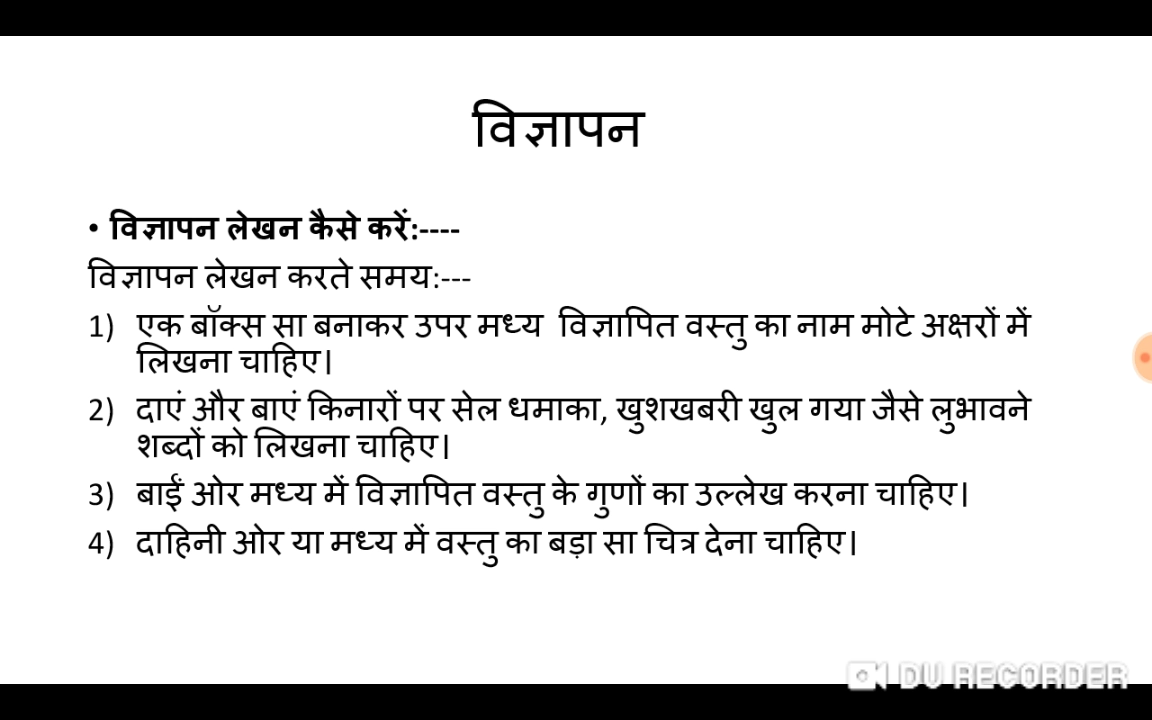 विज्ञापन
• विज्ञापन लेखन कैसे करें:----
विज्ञापन लेखन करते समय:---
1) एक बॉक्स सा बनाकर उपर मध्य विज्ञापित वस्तु का नाम मोटे अक्षरों में
लिखना चाहिए।
2) दाएं और बाएं किनारों पर सेल धमाका, खुशखबरी खुल गया जैसे लुभावने
शब्दों को लिखना चाहिए।
3) बाईं ओर मध्य में विज्ञापित वस्तु के गुणों का उल्लेख करना चाहिए।
4) दाहिनी ओर या मध्य में वस्तु का बड़ा सा चित्र देना चाहिए।
DU RECORDER